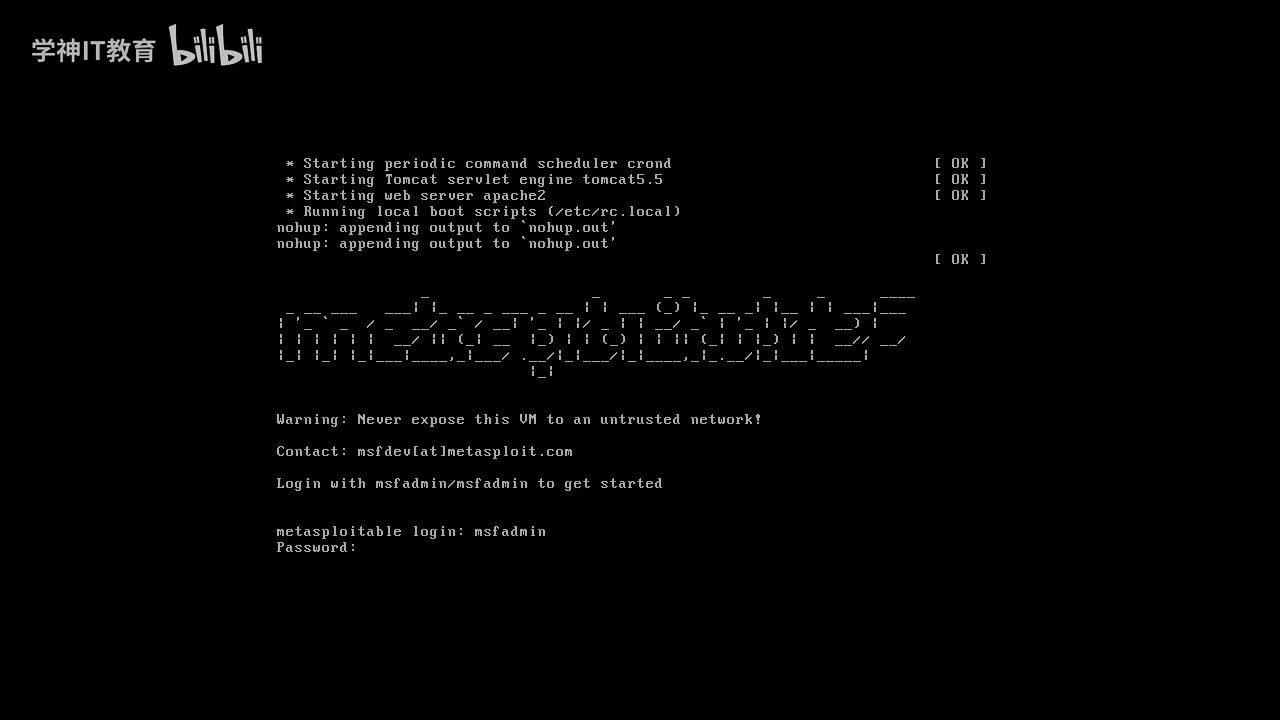 学神IT教育 bilibili
* Starting periodic command scheduler crond [ OK ]
* Starting Tomcat servlet engine tomcat5.5 [ OK ]
* Starting web server apache2 [ OK ]
* Running local boot scripts (/etc/rc.local)
nohup: appending output to `nohup.out'
nohup: appending output to `nohup.out'
[ OK ]
metasploitable2
Warning: Never expose this VM to an untrusted network!
Contact: msfdev[at]metasploit.com
Login with msfadmin/msfadmin to get started
metasploitable login: msfadmin
Password: